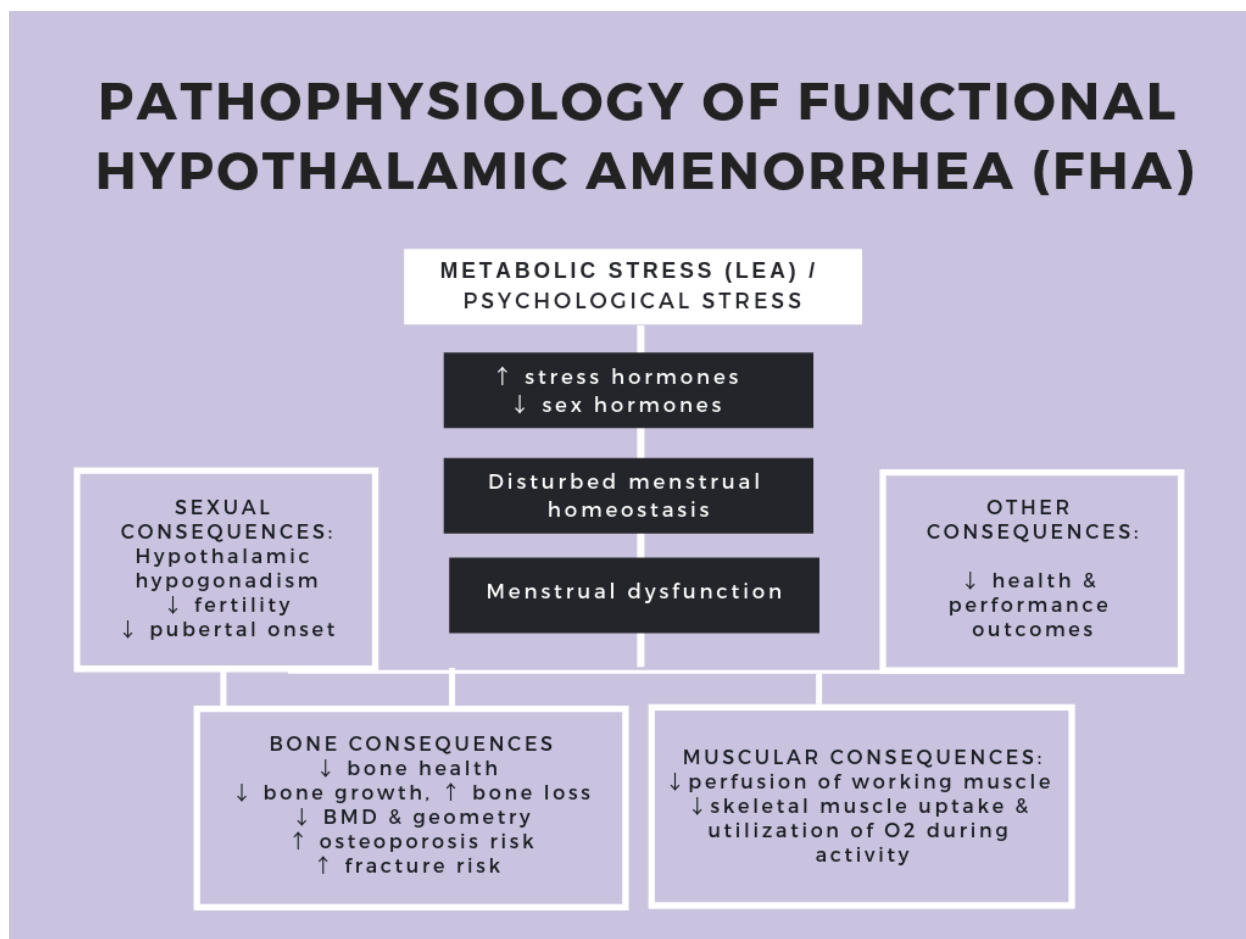 PATHOPHYSIOLOGY OF FUNCTIONAL
HYPOTHALAMIC AMENORRHEA (FHA)
METABOLIC STRESS (LEA) /
PSYCHOLOGICAL STRESS
↑ stress hormones
↓ sex hormones
Disturbed menstrual
homeostasis
Menstrual dysfunction
SEXUAL
CONSEQUENCES:
Hypothalamic
hypogonadism
↓ fertility
↓ pubertal onset
OTHER
CONSEQUENCES:
↓ health &
performance
outcomes
BONE CONSEQUENCES
↓ bone health
↓ bone growth, ↑ bone loss
↓ BMD & geometry
↑ osteoporosis risk
↑ fracture risk
MUSCULAR CONSEQUENCES:
↓perfusion of working muscle
↓skeletal muscle uptake &
utilization of O2 during
activity